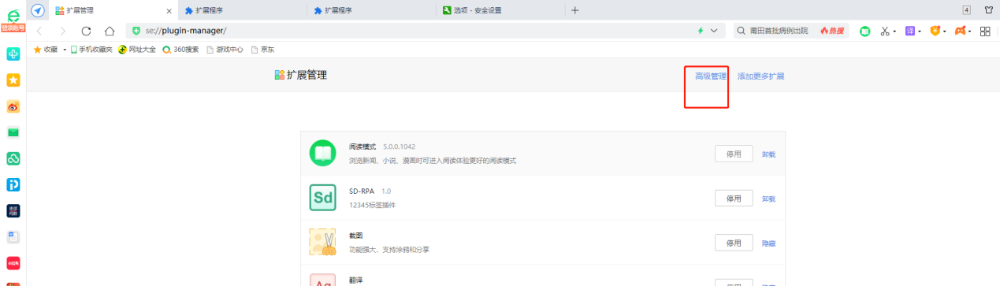 扩展管理
扩展程序
扩展程序
选项 - 安全设置
4
登录账号
se://plugin-manager/
莆田首批病例出院
热搜
译
收藏
手机收藏夹
网址大全
360搜索
游戏中心
京东
扩展管理
高级管理
添加更多扩展
阅读模式 5.0.0.1042
浏览新闻、小说、漫画时可进入阅读体验更好的阅读模式
停用
卸载
Sd
SD-RPA 1.0
12345标签插件
停用
卸载
截图
功能强大，支持涂鸦和分享
停用
隐藏
小红书
翻译